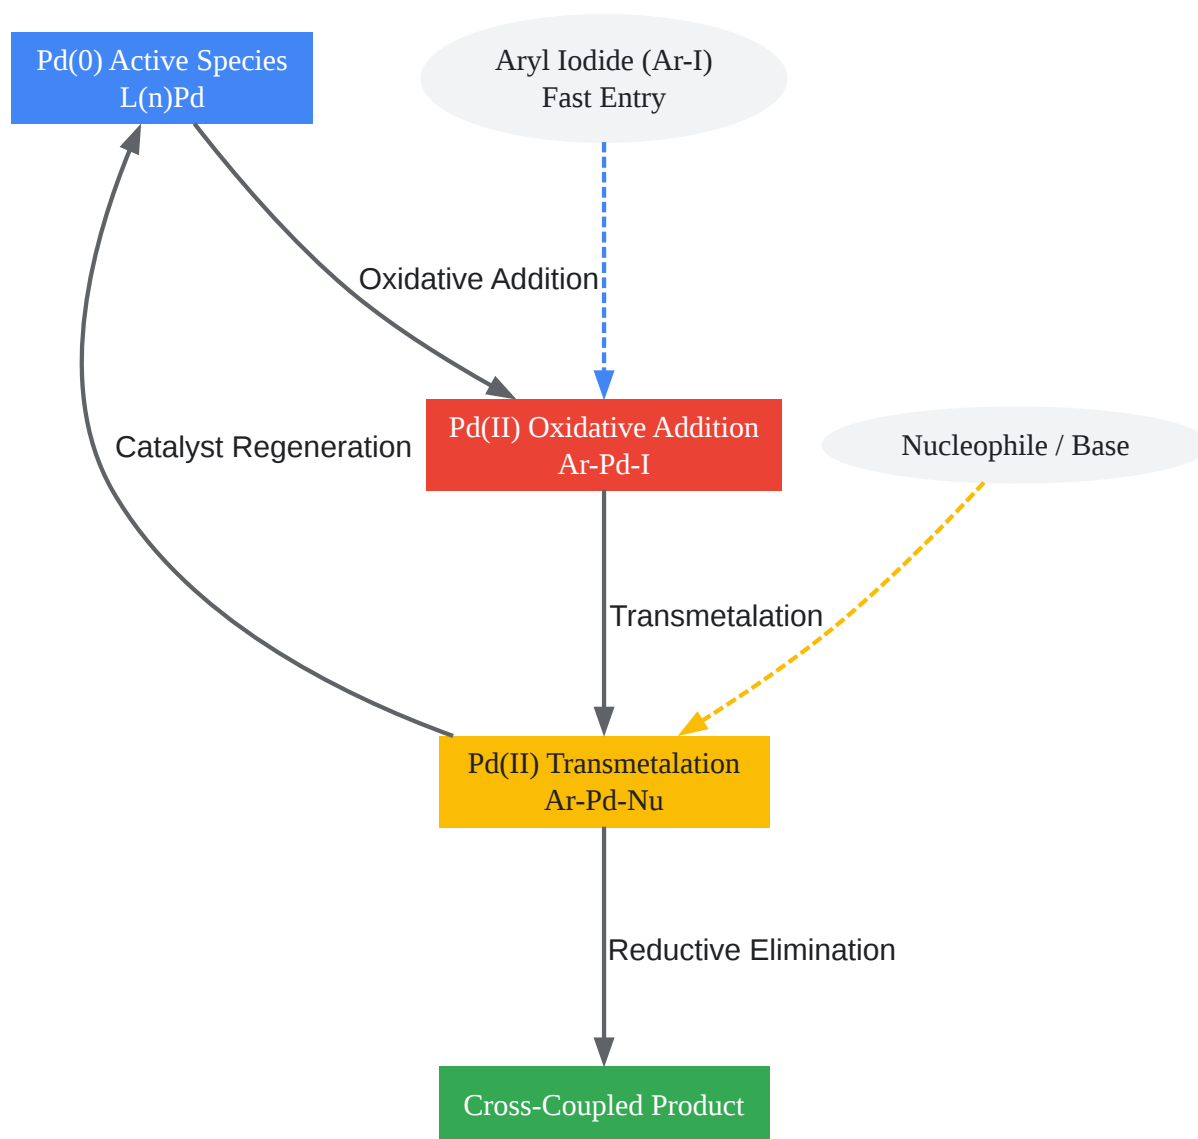 Pd(0) Active Species
L(n)Pd
Aryl Iodide (Ar-I)
Fast Entry
Oxidative Addition
Pd(II) Oxidative Addition
Ar-Pd-I
Nucleophile / Base
Catalyst Regeneration
Transmetalation
Pd(II) Transmetalation
Ar-Pd-Nu
Reductive Elimination
Cross-Coupled Product